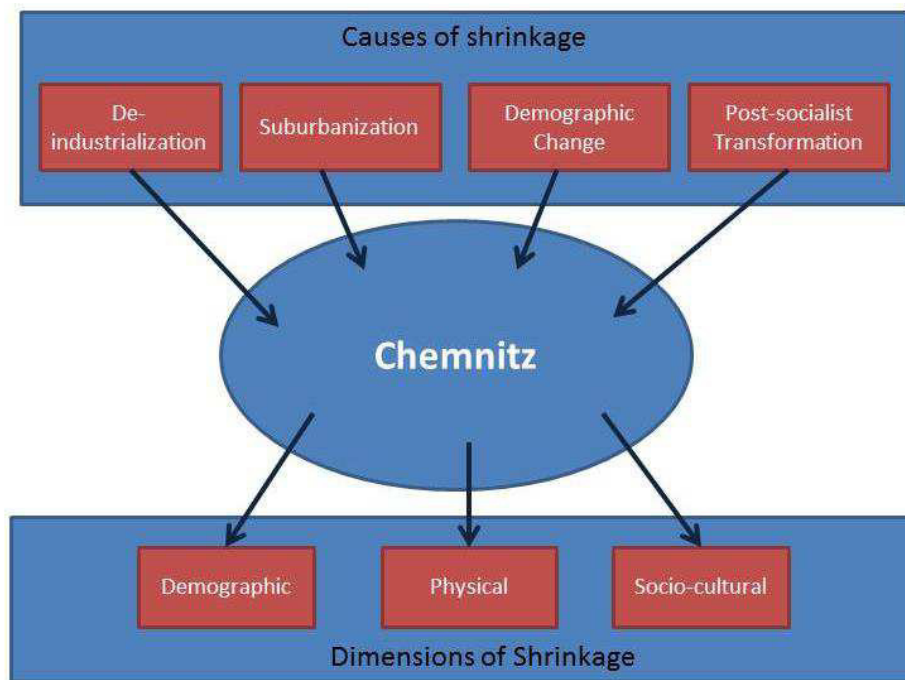 Causes of shrinkage
De-
industrialization
Suburbanization
Demographic
Change
Post-socialist
Transformation
Chemnitz
Demographic
Physical
Socio-cultural
Dimensions of Shrinkage